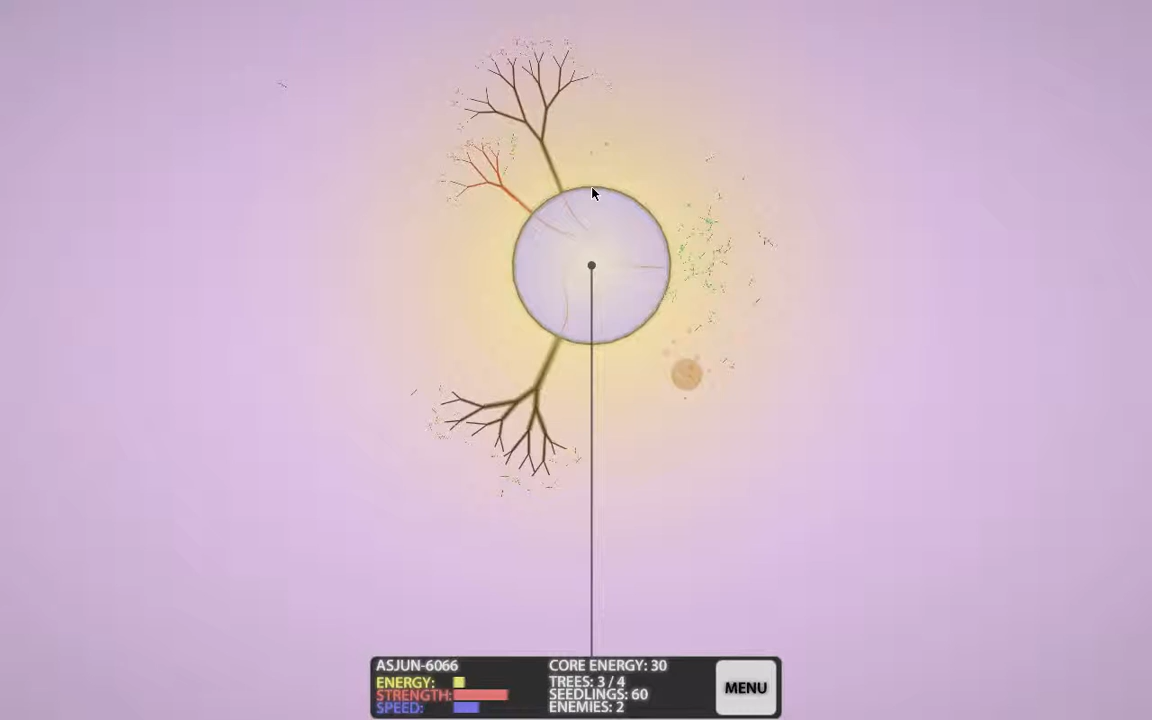 ASJUN-6066
ENERGY:
STRENGTH:
SPEED:
CORE ENERGY: 30
TREES: 3 / 4
SEEDLINGS: 60
ENEMIES: 2
MENU